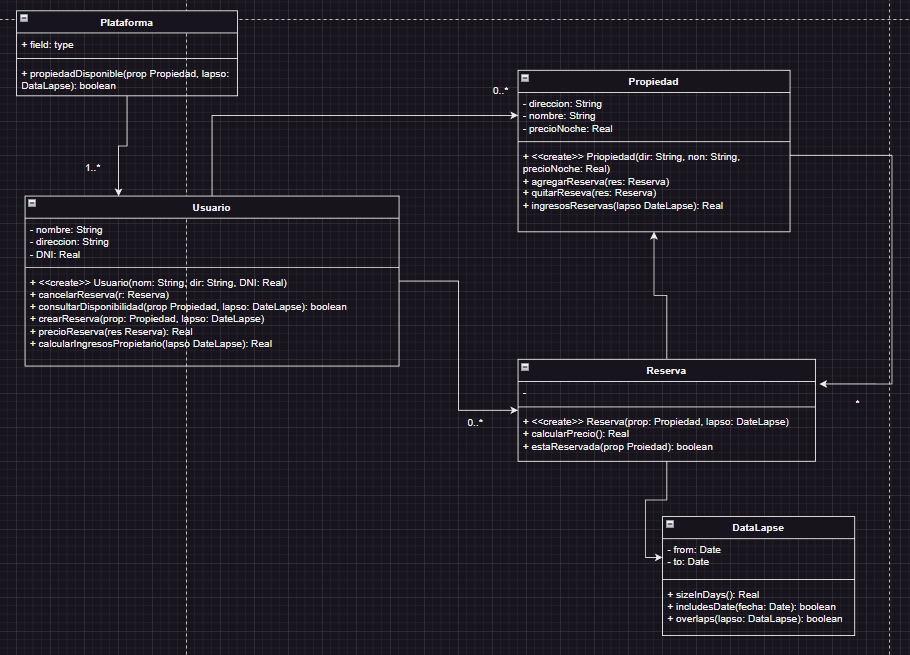 Plataforma
+ field: type
+ propiedadDisponible(prop Propiedad, lapso:
DataLapse): boolean
1..*
Usuario
- nombre: String
- direccion: String
- DNI: Real
+ <<create>> Usuario(nom: String, dir: String, DNI: Real)
+ cancelarReserva(r: Reserva)
+ consultarDisponibilidad(prop Propiedad, lapso: DateLapse): boolean
+ crearReserva(prop: Propiedad, lapso: DateLapse)
+ precioReserva(res Reserva): Real
+ calcularIngresosPropietario(lapso DateLapse): Real
0..*
Propiedad
- direccion: String
- nombre: String
- precioNoche: Real
+ <<create>> Priopiedad(dir: String, non: String,
precioNoche: Real)
+ agregarReserva(res: Reserva)
+ quitarReseva(res: Reserva)
+ ingresosReservas(lapso DateLapse): Real
0..*
Reserva
-
+ <<create>> Reserva(prop: Propiedad, lapso: DateLapse)
+ calcularPrecio(): Real
+ estaReservada(prop Proiedad): boolean
*
DataLapse
- from: Date
- to: Date
+ sizeInDays(): Real
+ includesDate(fecha: Date): boolean
+ overlaps(lapso: DataLapse): boolean